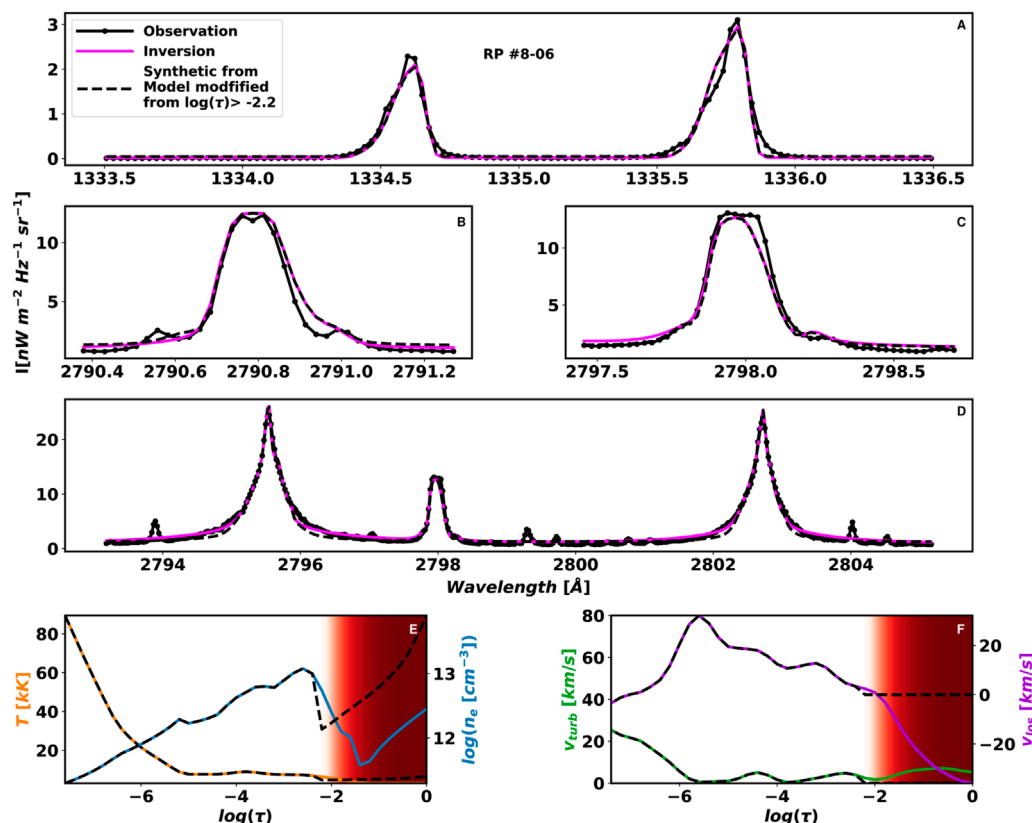 Observation
Inversion
Synthetic from
Model modmfified
from log(τ)> -2.2
RP #8-06
A
3
2
1
0
1333.5 1334.0 1334.5 1335.0 1335.5 1336.0 1336.5
I[nW m−2 Hz−1 sr−1]
B
10
5
2790.4 2790.6 2790.8 2791.0 2791.2
C
10
5
2797.5 2798.0 2798.5
D
20
10
0
2794 2796 2798 2800 2802 2804
Wavelength [Å]
E
80
60
40
20
T [kK]
13
12
log(ne [cm−3])
−6 −4 −2 0
log(τ)
F
80
60
40
20
0
vturb [km/s]
20
0
−20
vlos [km/s]
−6 −4 −2 0
log(τ)